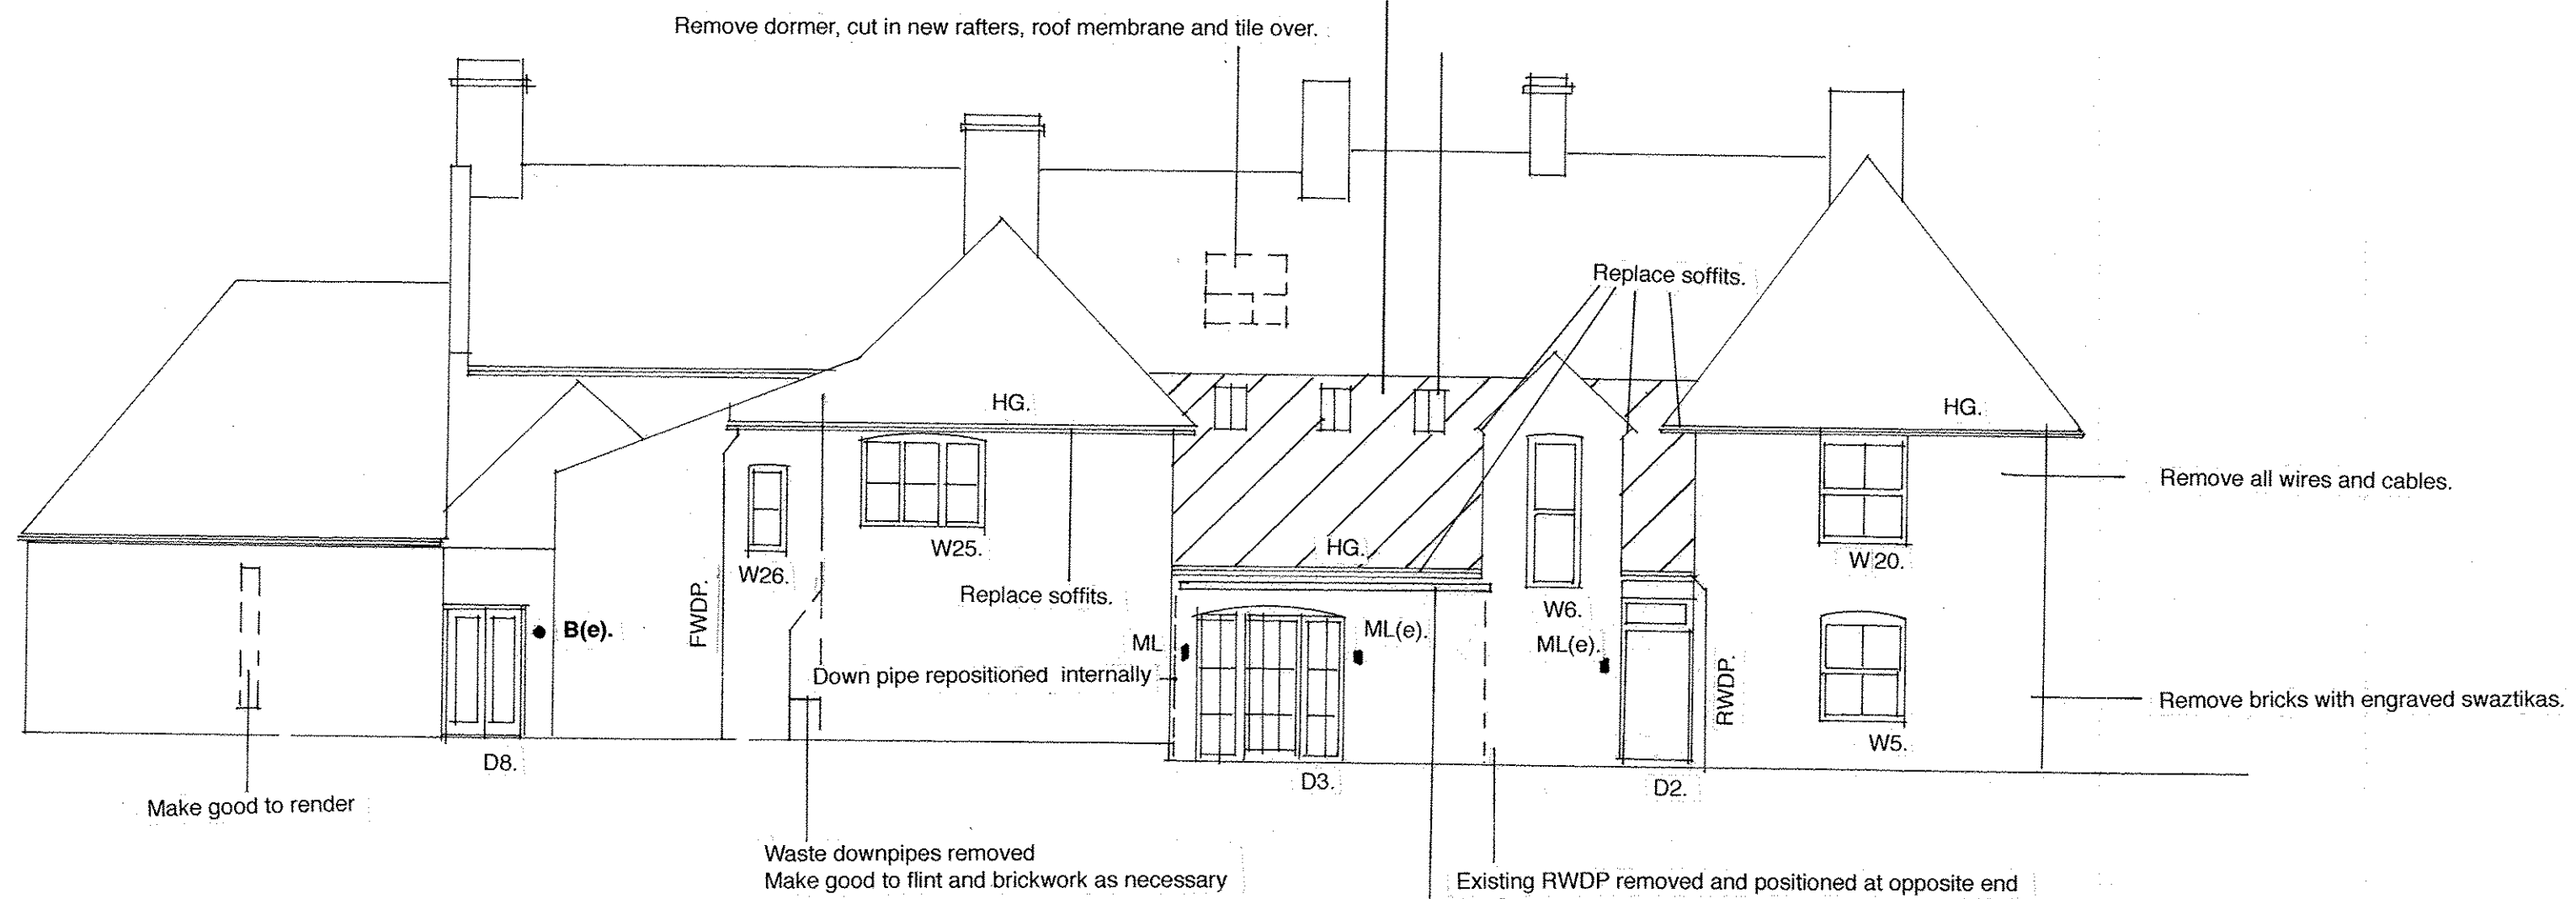 Remove dormer, cut in new rafters, roof membrane and tile over.
Replace soffits.
HG.
HG.
Remove all wires and cables.
W25.
HG.
W20.
W26.
Replace soffits.
W6.
FWDP.
B(e).
ML
ML(e).
ML(e).
Down pipe repositioned internally
RWDP.
Remove bricks with engraved swaztikas.
W5.
D8.
D3.
D2.
Make good to render
Waste downpipes removed
Make good to flint and brickwork as necessary
Existing RWDP removed and positioned at opposite end